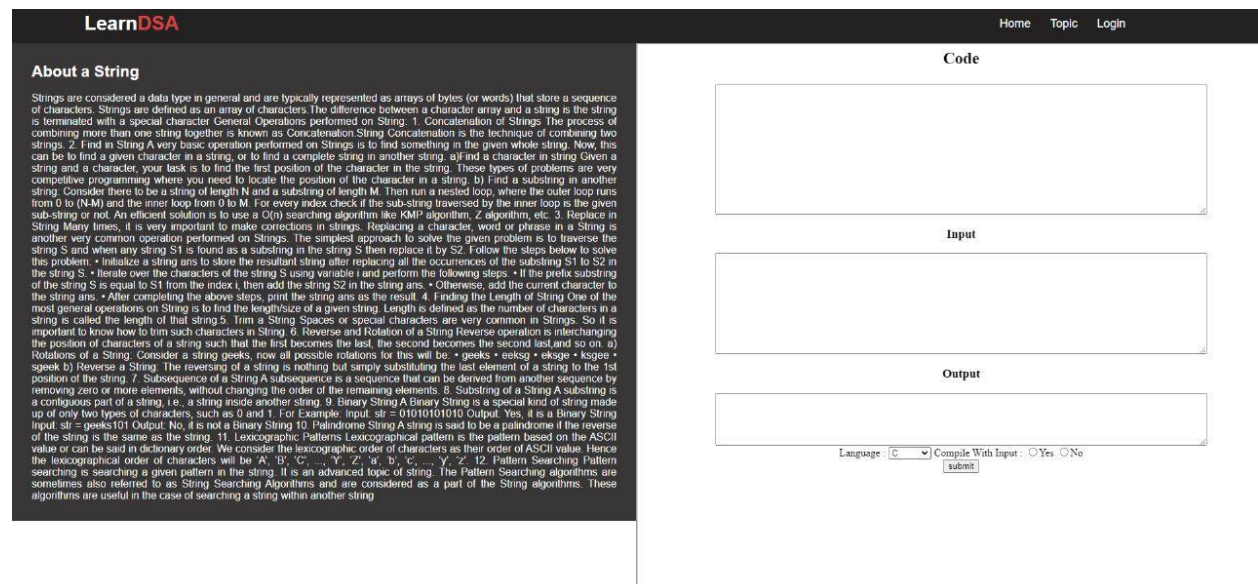 LearnDSA
Home Topic Login
About a String
Strings are considered a data type in general and are typically represented as arrays of bytes (or words) that store a sequence
of characters. Strings are defined as an array of characters.The difference between a character array and a string is the string
is terminated with a special character General Operations performed on String: 1. Concatenation of Strings The process of
combining more than one string together is known as Concatenation.String Concatenation is the technique of combining two
strings. 2. Find in String A very basic operation performed on Strings is to find something in the given whole string. Now, this
can be to find a given character in a string, or to find a complete string in another string. a)Find a character in string Given a
string and a character, your task is to find the first position of the character in the string. These types of problems are very
competitive programming where you need to locate the position of the character in a string. b) Find a substring in another
string. Consider there to be a string of length N and a substring of length M. Then run a nested loop, where the outer loop runs
from 0 to (N-M) and the inner loop from 0 to M. For every index check if the sub-string traversed by the inner loop is the given
sub-string or not. An efficient solution is to use a O(n) searching algorithm like KMP algorithm, Z algorithm, etc. 3. Replace in
String Many times, it is very important to make corrections in strings. Replacing a character, word or phrase in a String is
another very common operation performed on Strings. The simplest approach to solve the given problem is to traverse the
string S and when any string S1 is found as a substring in the string S then replace it by S2. Follow the steps below to solve
this problem: • Initialize a string ans to store the resultant string after replacing all the occurrences of the substring S1 to S2 in
the string S. • Iterate over the characters of the string S using variable i and perform the following steps: • If the prefix substring
of the string S is equal to S1 from the index i, then add the string S2 in the string ans. • Otherwise, add the current character to
the string ans. • After completing the above steps, print the string ans as the result. 4. Finding the Length of String One of the
most general operations on String is to find the length/size of a given string. Length is defined as the number of characters in a
string is called the length of that string.5. Trim a String Spaces or special characters are very common in Strings. So it is
important to know how to trim such characters in String. 6. Reverse and Rotation of a String Reverse operation is interchanging
the position of characters of a string such that the first becomes the last, the second becomes the second last,and so on. a)
Rotations of a String: Consider a string geeks, now all possible rotations for this will be: • geeks • eeksg • eksge • ksgee •
sgeek b) Reverse a String: The reversing of a string is nothing but simply substituting the last element of a string to the 1st
position of the string. 7. Subsequence of a String A subsequence is a sequence that can be derived from another sequence by
removing zero or more elements, without changing the order of the remaining elements. 8. Substring of a String A substring is
a contiguous part of a string, i.e., a string inside another string. 9. Binary String A Binary String is a special kind of string made
up of only two types of characters, such as 0 and 1. For Example: Input: str = 01010101010 Output: Yes, it is a Binary String
Input: str = geeks101 Output: No, it is not a Binary String 10. Palindrome String A string is said to be a palindrome if the reverse
of the string is the same as the string. 11. Lexicographic Patterns Lexicographical pattern is the pattern based on the ASCII
value or can be said in dictionary order. We consider the lexicographic order of characters as their order of ASCII value. Hence
the lexicographical order of characters will be 'A', 'B', 'C', ..., 'Y', 'Z', 'a', 'b', 'c', ..., 'y', 'z'. 12. Pattern Searching Pattern
searching is searching a given pattern in the string. It is an advanced topic of string. The Pattern Searching algorithms are
sometimes also referred to as String Searching Algorithms and are considered as a part of the String algorithms. These
algorithms are useful in the case of searching a string within another string
Code
Input
Output
Language : C Compile With Input : Yes No
submit